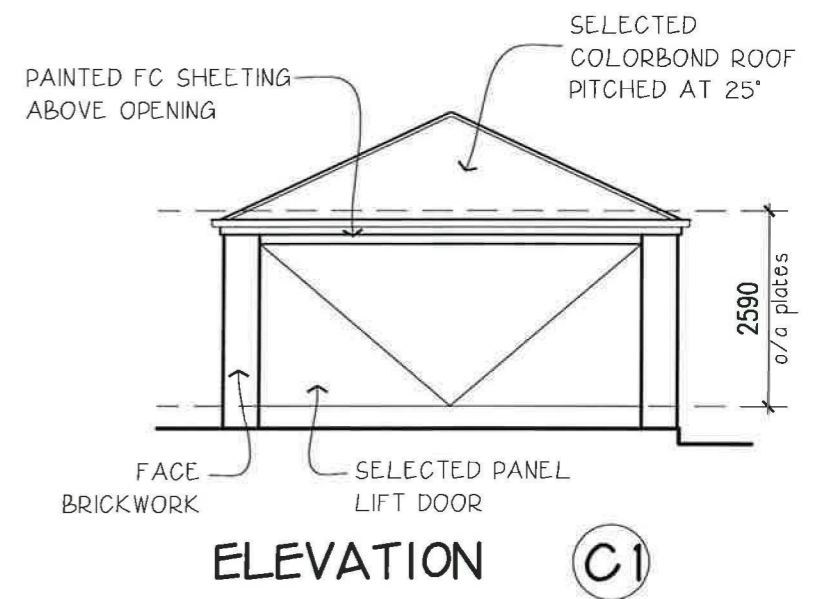 SELECTED
COLORBOND ROOF
PITCHED AT 25°
PAINTED FC SHEETING
ABOVE OPENING
2590
o/a plates
FACE
BRICKWORK
SELECTED PANEL
LIFT DOOR
ELEVATION C1